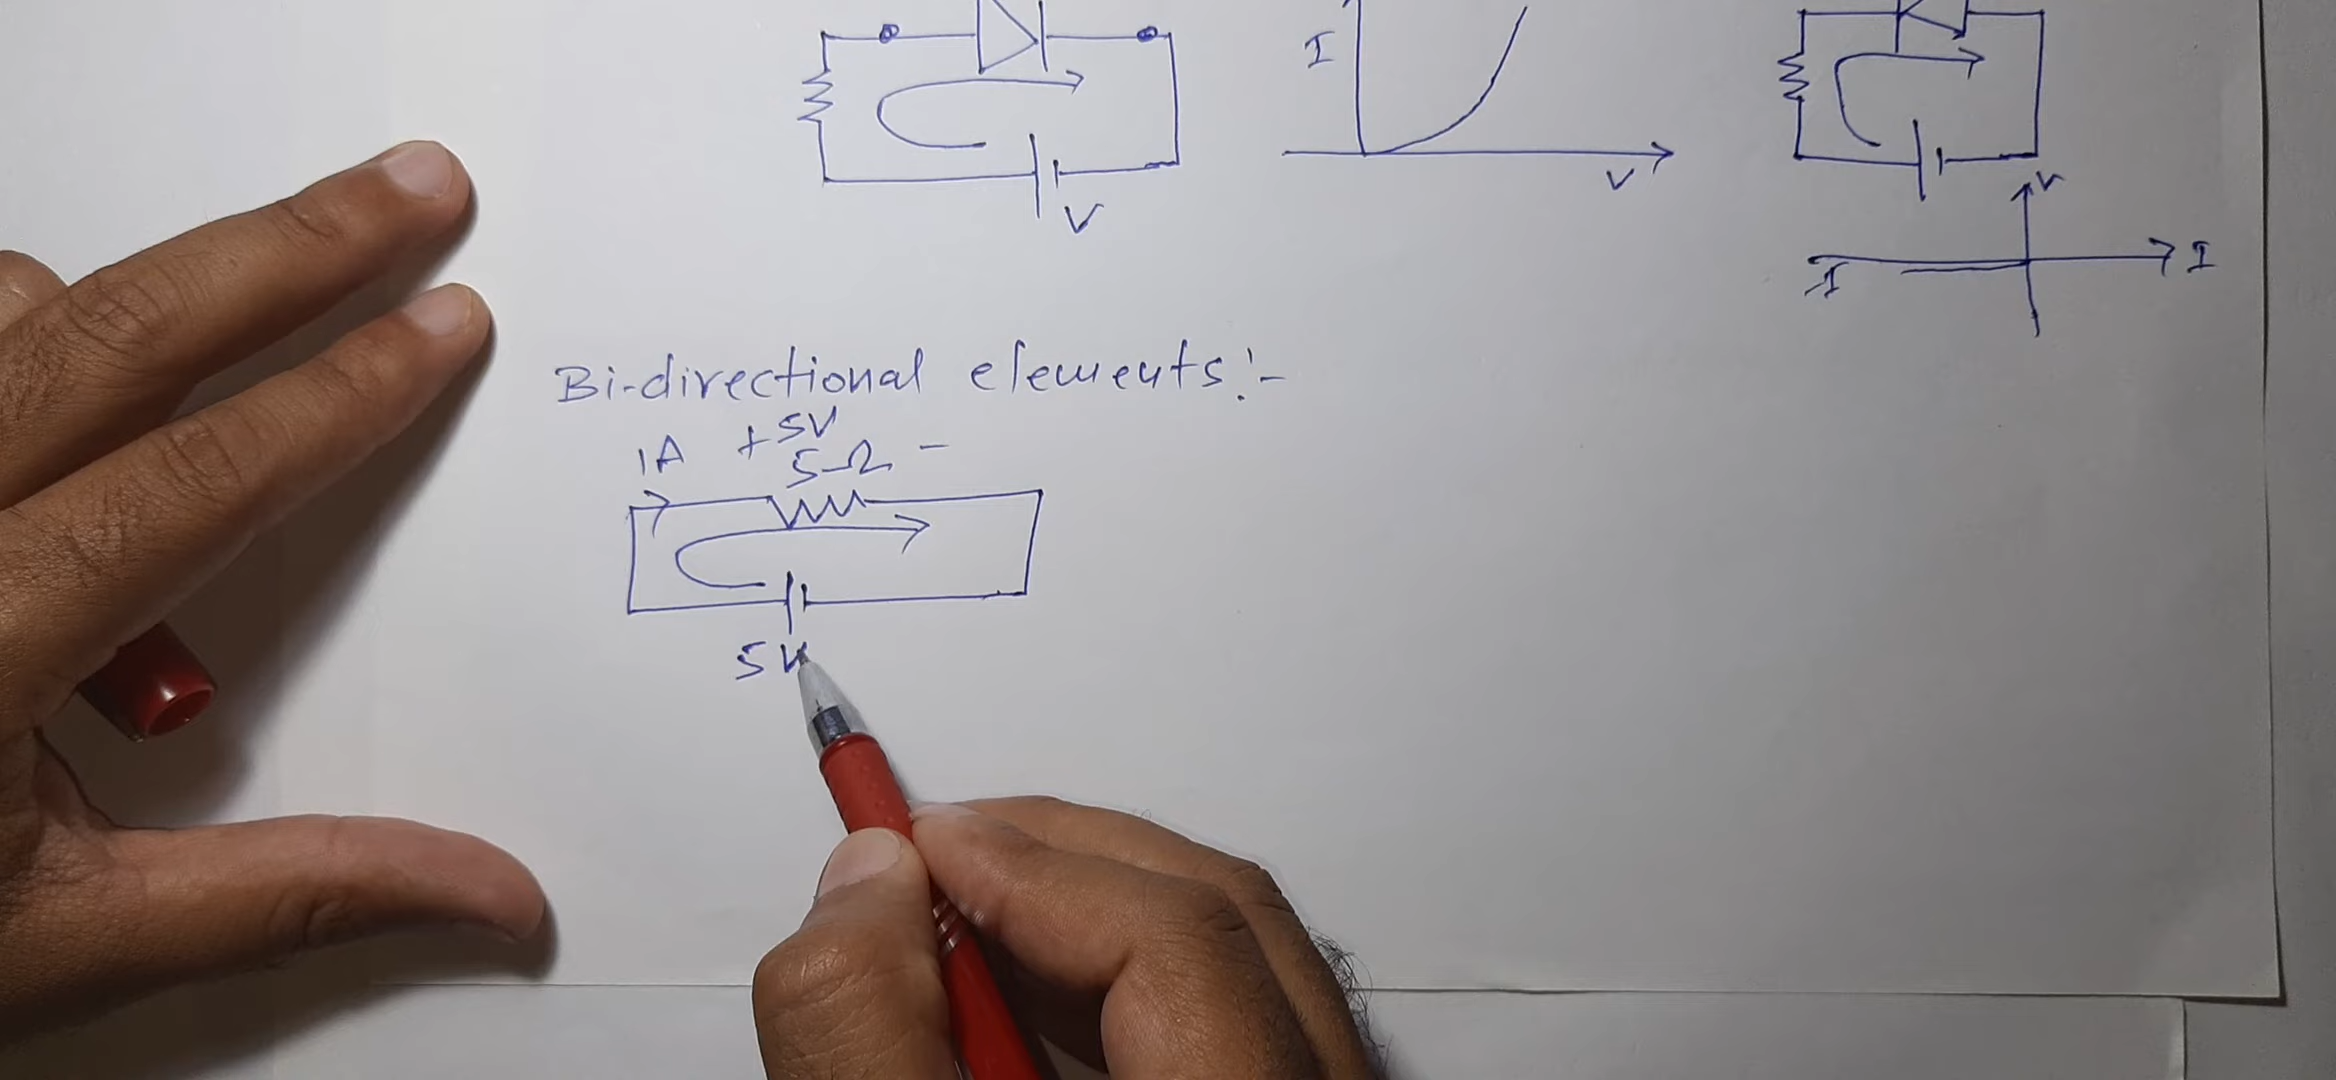 I
V
V
V
I
I
Bi-directional elements:-
1A + 5V -
5Ω
5V